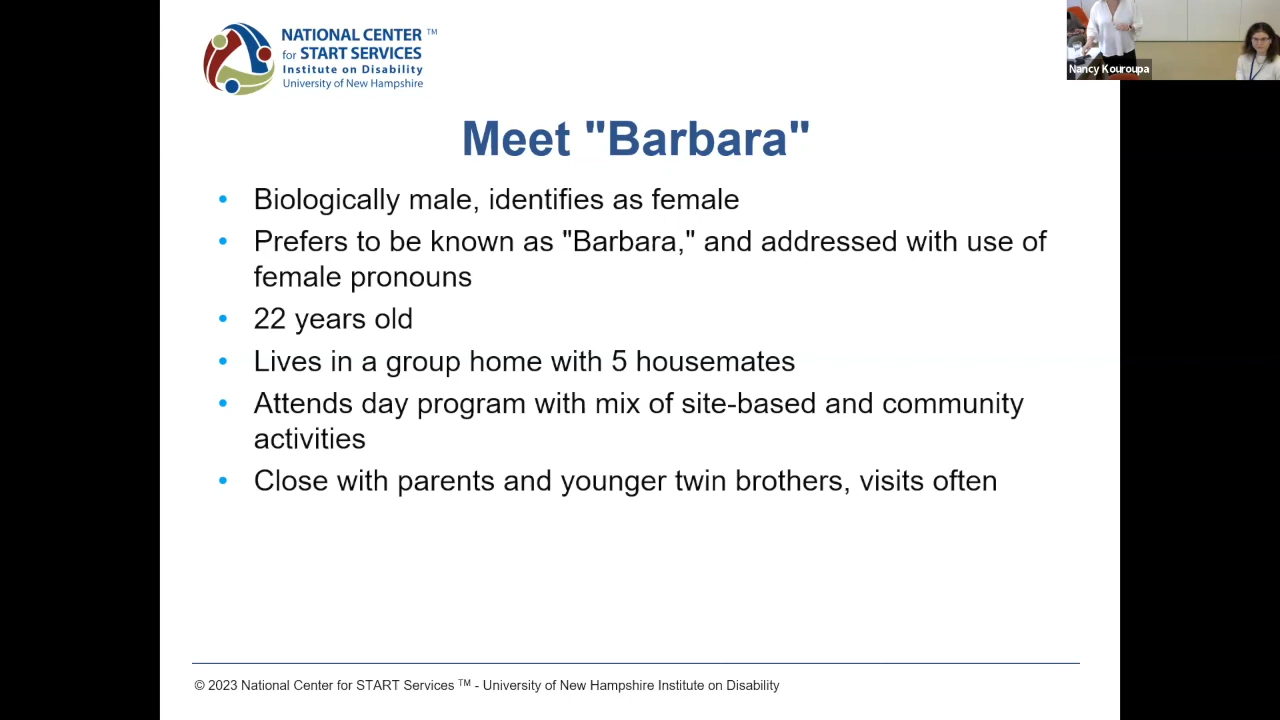 NATIONAL CENTER TM
for START SERVICES
Institute on Disability
University of New Hampshire
Nancy Kouroupa
Meet "Barbara"
• Biologically male, identifies as female
• Prefers to be known as "Barbara," and addressed with use of
female pronouns
• 22 years old
• Lives in a group home with 5 housemates
• Attends day program with mix of site-based and community
activities
• Close with parents and younger twin brothers, visits often
© 2023 National Center for START Services TM - University of New Hampshire Institute on Disability